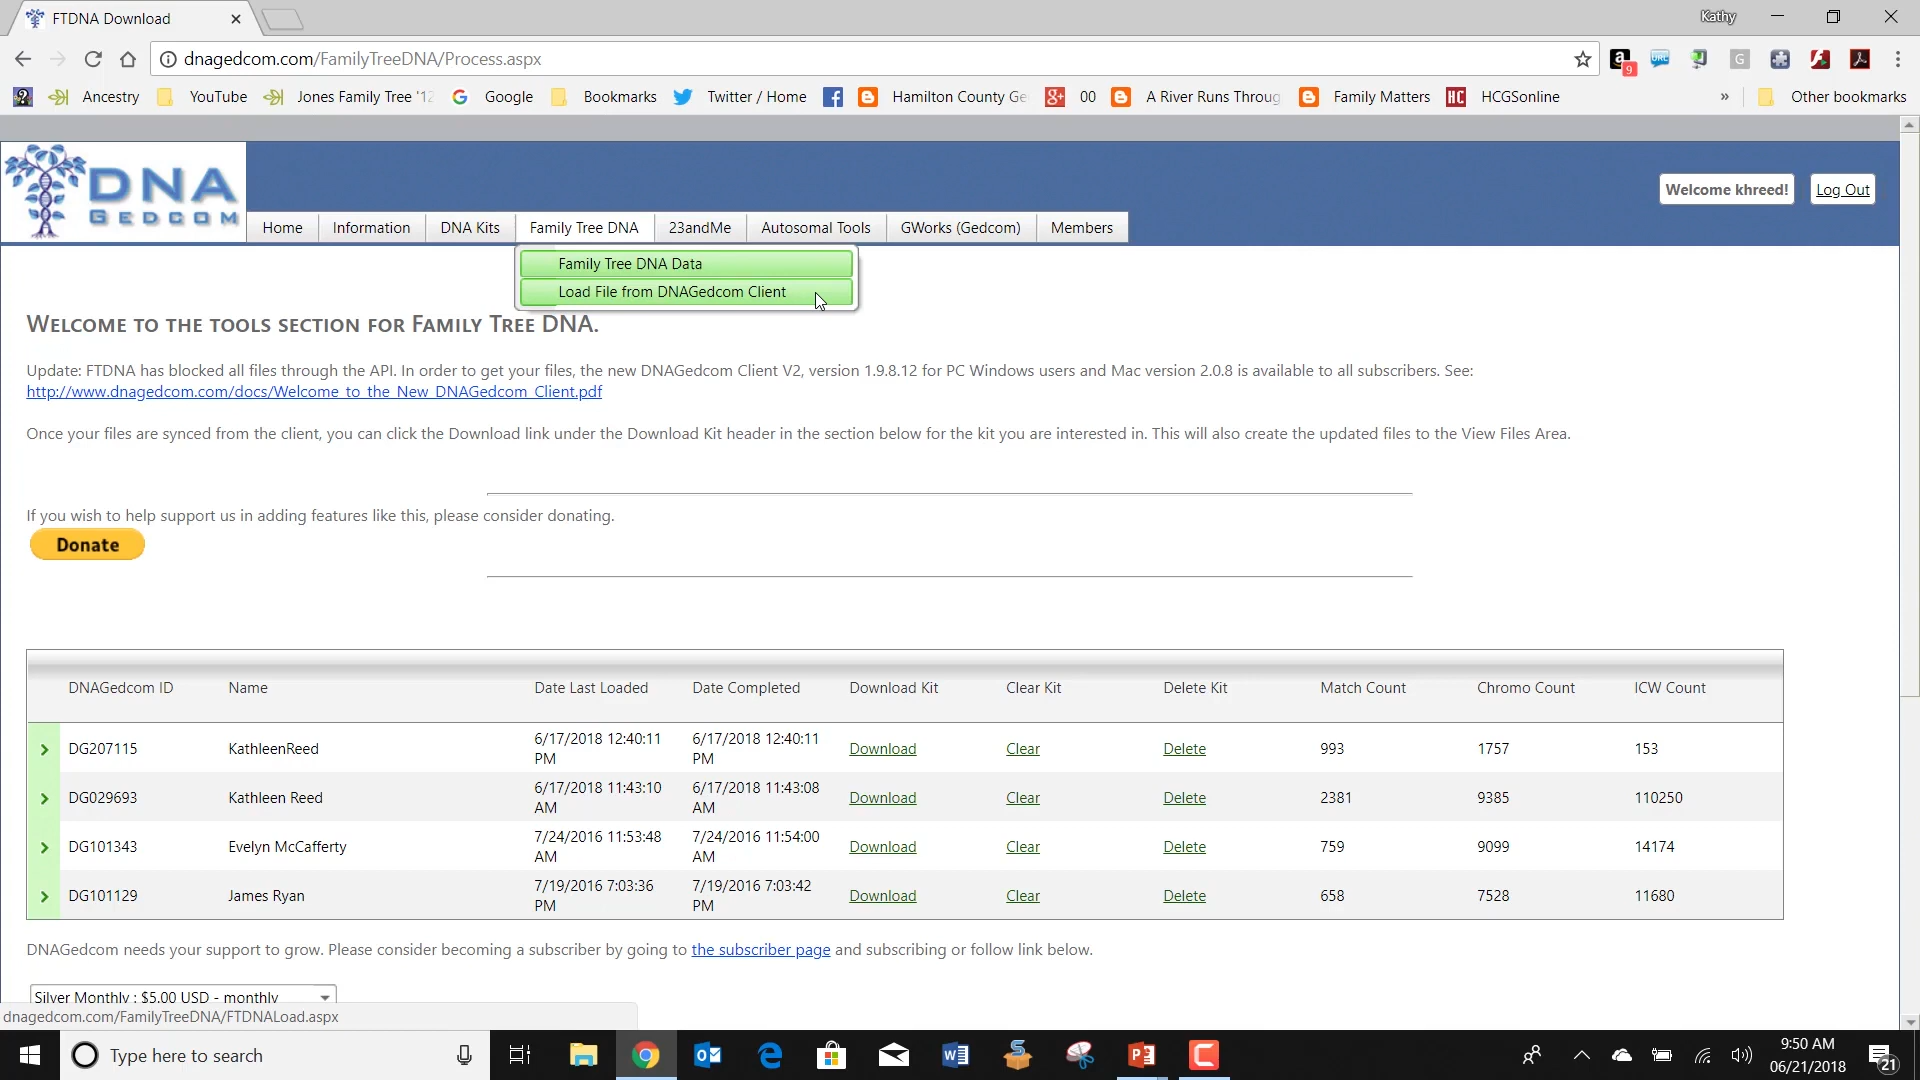 FTDNA Download
Kathy
dnagedcom.com/FamilyTreeDNA/Process.aspx
9
URL
G
Ancestry YouTube Jones Family Tree '12 Google Bookmarks Twitter / Home Hamilton County Ge 00 A River Runs Throug Family Matters HC HCGSonline » Other bookmarks
DNA
GEDCOM
Welcome khreed! Log Out
Home Information DNA Kits Family Tree DNA 23andMe Autosomal Tools GWorks (Gedcom) Members
Family Tree DNA Data
Load File from DNAGedcom Client
Welcome to the tools section for Family Tree DNA.
Update: FTDNA has blocked all files through the API. In order to get your files, the new DNAGedcom Client V2, version 1.9.8.12 for PC Windows users and Mac version 2.0.8 is available to all subscribers. See:
http://www.dnagedcom.com/docs/Welcome_to_the_New_DNAGedcom_Client.pdf
Once your files are synced from the client, you can click the Download link under the Download Kit header in the section below for the kit you are interested in. This will also create the updated files to the View Files Area.
If you wish to help support us in adding features like this, please consider donating.
Donate
DNAGedcom ID Name Date Last Loaded Date Completed Download Kit Clear Kit Delete Kit Match Count Chromo Count ICW Count
DG207115 KathleenReed 6/17/2018 12:40:11 PM 6/17/2018 12:40:11 PM Download Clear Delete 993 1757 153
DG029693 Kathleen Reed 6/17/2018 11:43:10 AM 6/17/2018 11:43:08 AM Download Clear Delete 2381 9385 110250
DG101343 Evelyn McCafferty 7/24/2016 11:53:48 AM 7/24/2016 11:54:00 AM Download Clear Delete 759 9099 14174
DG101129 James Ryan 7/19/2016 7:03:36 PM 7/19/2016 7:03:42 PM Download Clear Delete 658 7528 11680
DNAGedcom needs your support to grow. Please consider becoming a subscriber by going to the subscriber page and subscribing or follow link below.
Silver Monthly : $5.00 USD - monthly
dnagedcom.com/FamilyTreeDNA/FTDNALoad.aspx
Type here to search
9:50 AM
06/21/2018
21